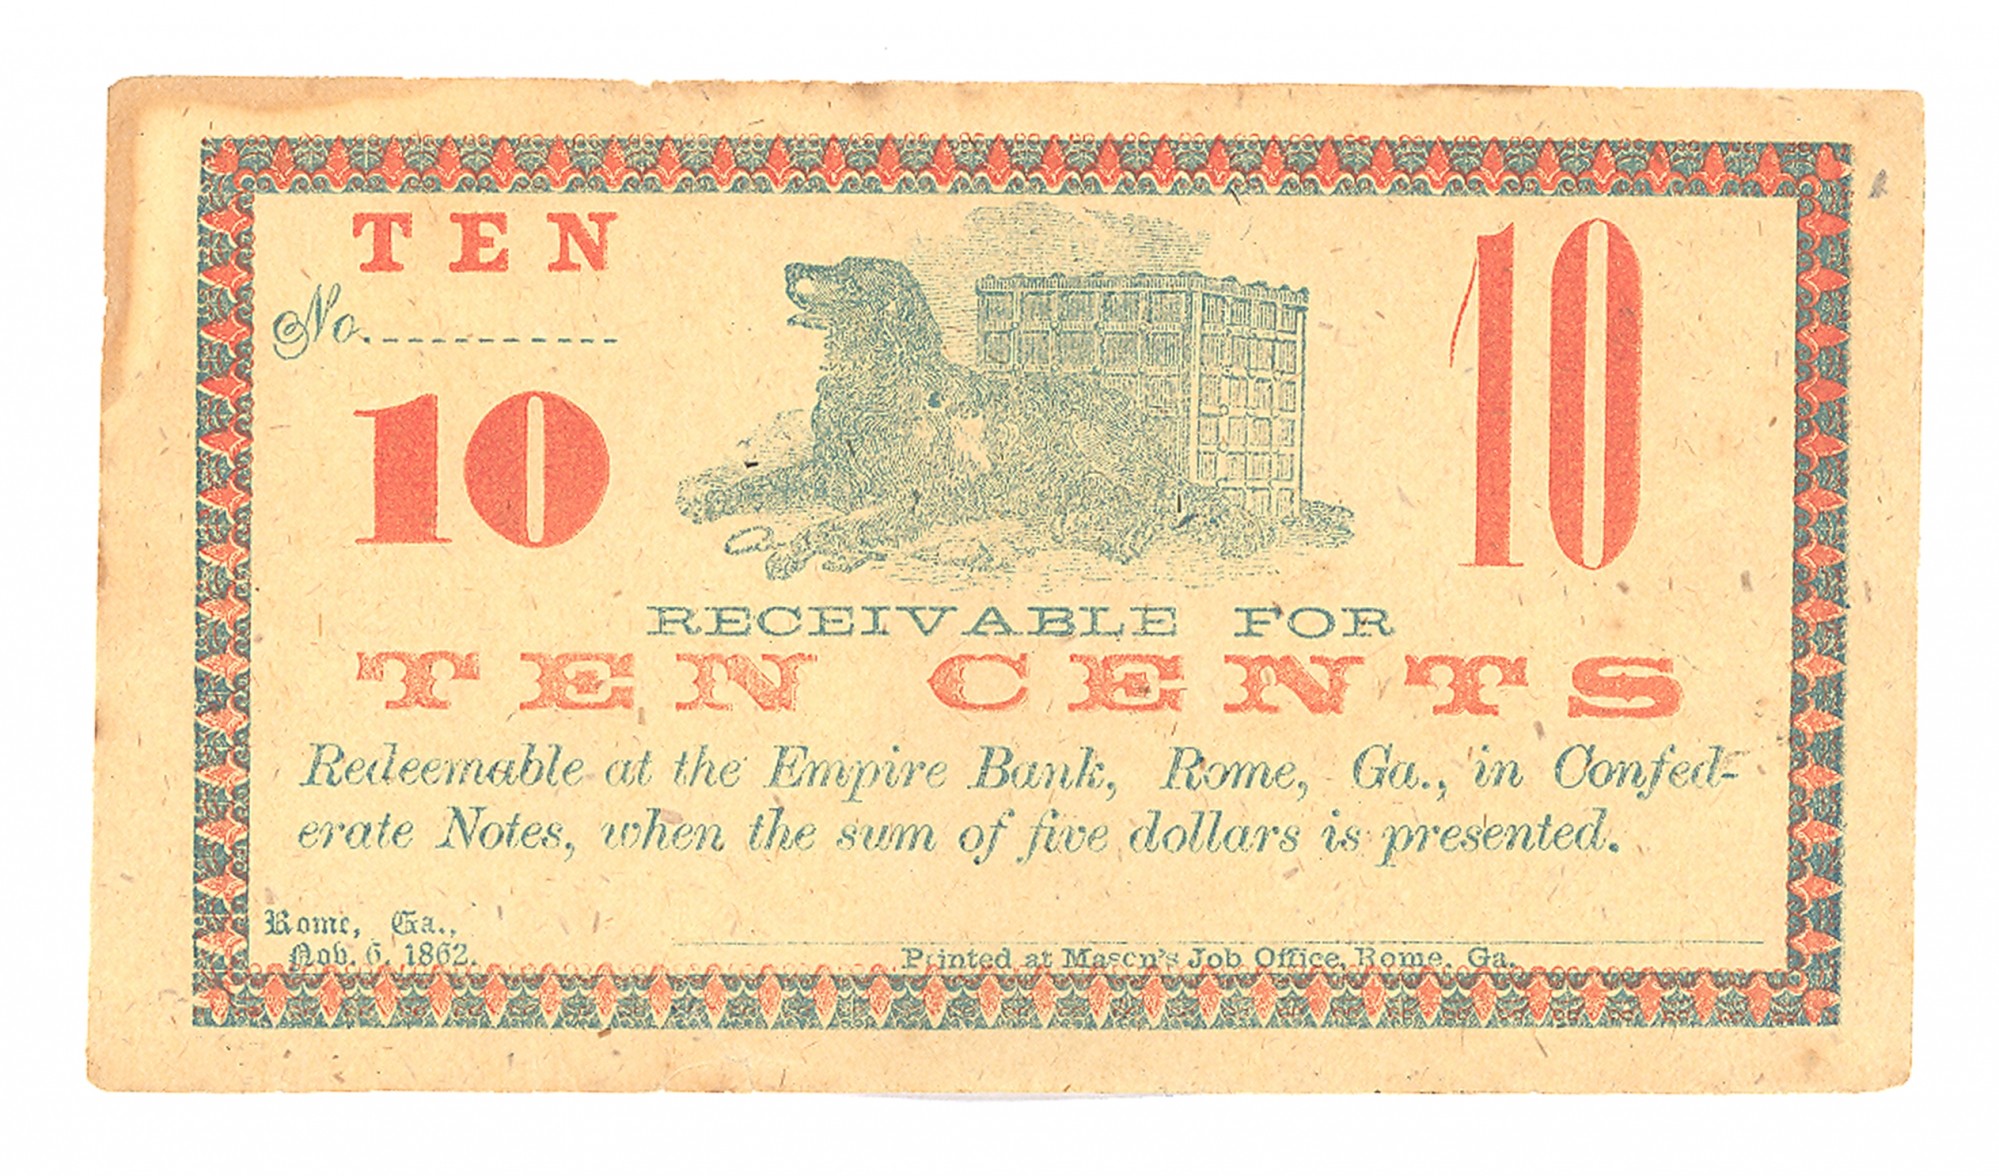 TEN
No.
10
10
RECEIVABLE FOR
TEN CENTS
Redeemable at the Empire Bank, Rome, Ga., in Confed-
erate Notes, when the sum of five dollars is presented.
Rome, Ga.,
Nov. 6, 1862.
Printed at Mason's Job Office, Rome, Ga.